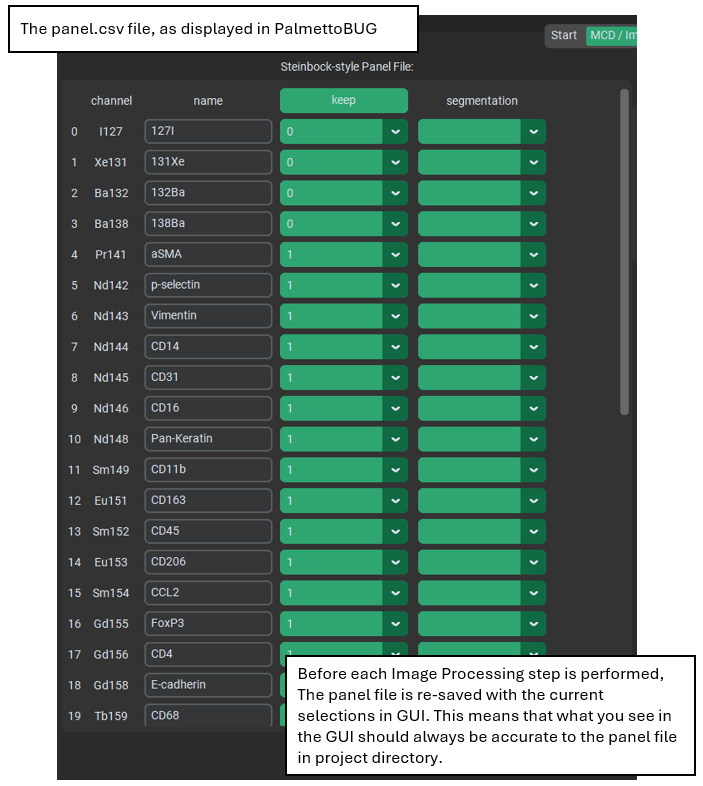 The panel.csv file, as displayed in PalmettoBUG
Start MCD / Im
Steinbock-style Panel File:
channel name keep segmentation
0 I127 127I 0
1 Xe131 131Xe 0
2 Ba132 132Ba 0
3 Ba138 138Ba 0
4 Pr141 aSMA 1
5 Nd142 p-selectin 1
6 Nd143 Vimentin 1
7 Nd144 CD14 1
8 Nd145 CD31 1
9 Nd146 CD16 1
10 Nd148 Pan-Keratin 1
11 Sm149 CD11b 1
12 Eu151 CD163 1
13 Sm152 CD45 1
14 Eu153 CD206 1
15 Sm154 CCL2 1
16 Gd155 FoxP3 1
17 Gd156 CD4 1
18 Gd158 E-cadherin
19 Tb159 CD68
Before each Image Processing step is performed,
The panel file is re-saved with the current
selections in GUI. This means that what you see in
the GUI should always be accurate to the panel file
in project directory.